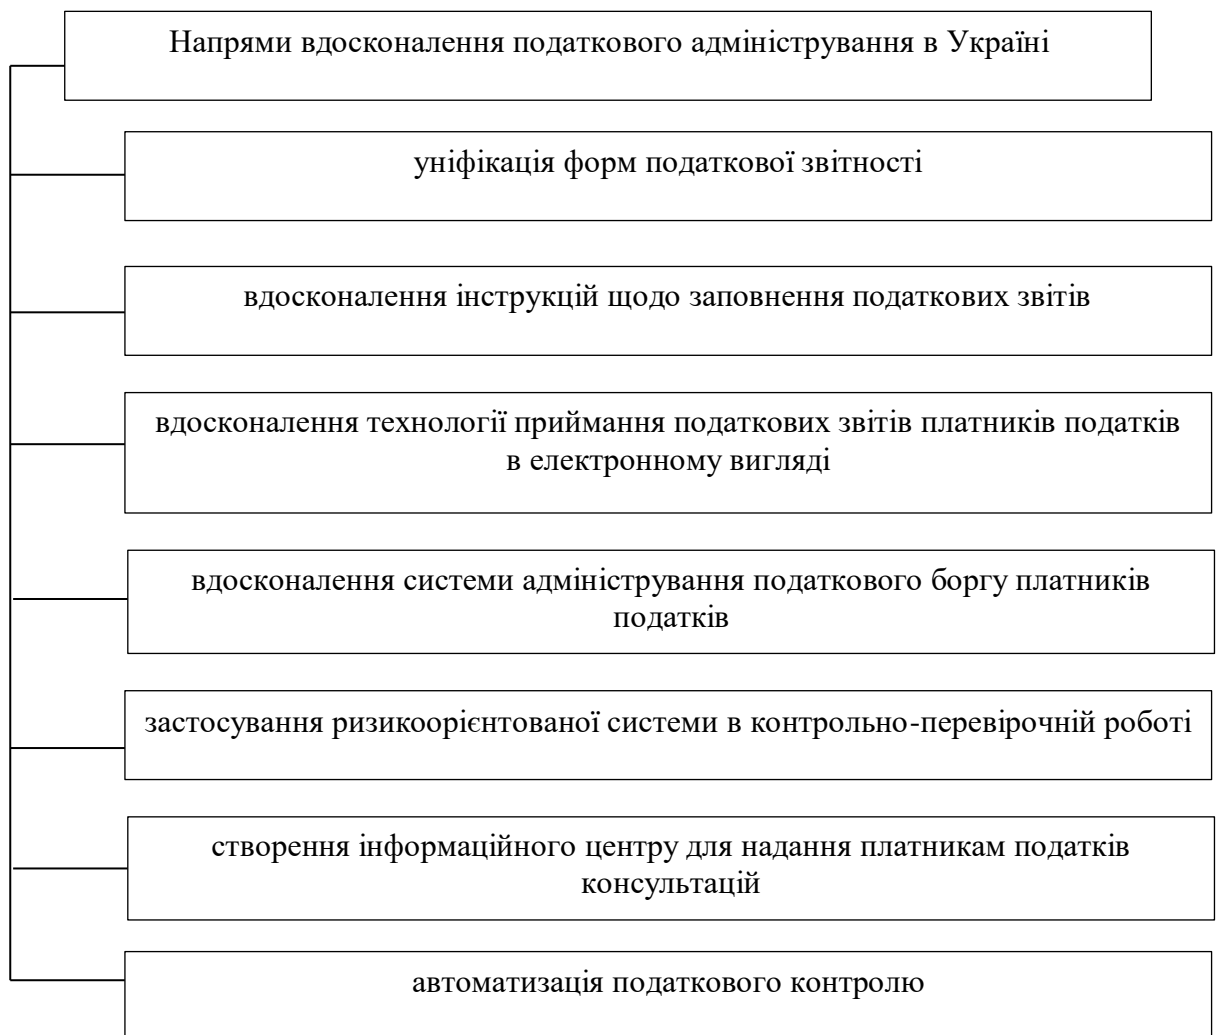 Напрями вдосконалення податкового адміністрування в Україні
уніфікація форм податкової звітності
вдосконалення інструкцій щодо заповнення податкових звітів
вдосконалення технології приймання податкових звітів платників податків
в електронному вигляді
вдосконалення системи адміністрування податкового боргу платників
податків
застосування ризикоорієнтованої системи в контрольно-перевірочній роботі
створення інформаційного центру для надання платникам податків
консультацій
автоматизація податкового контролю